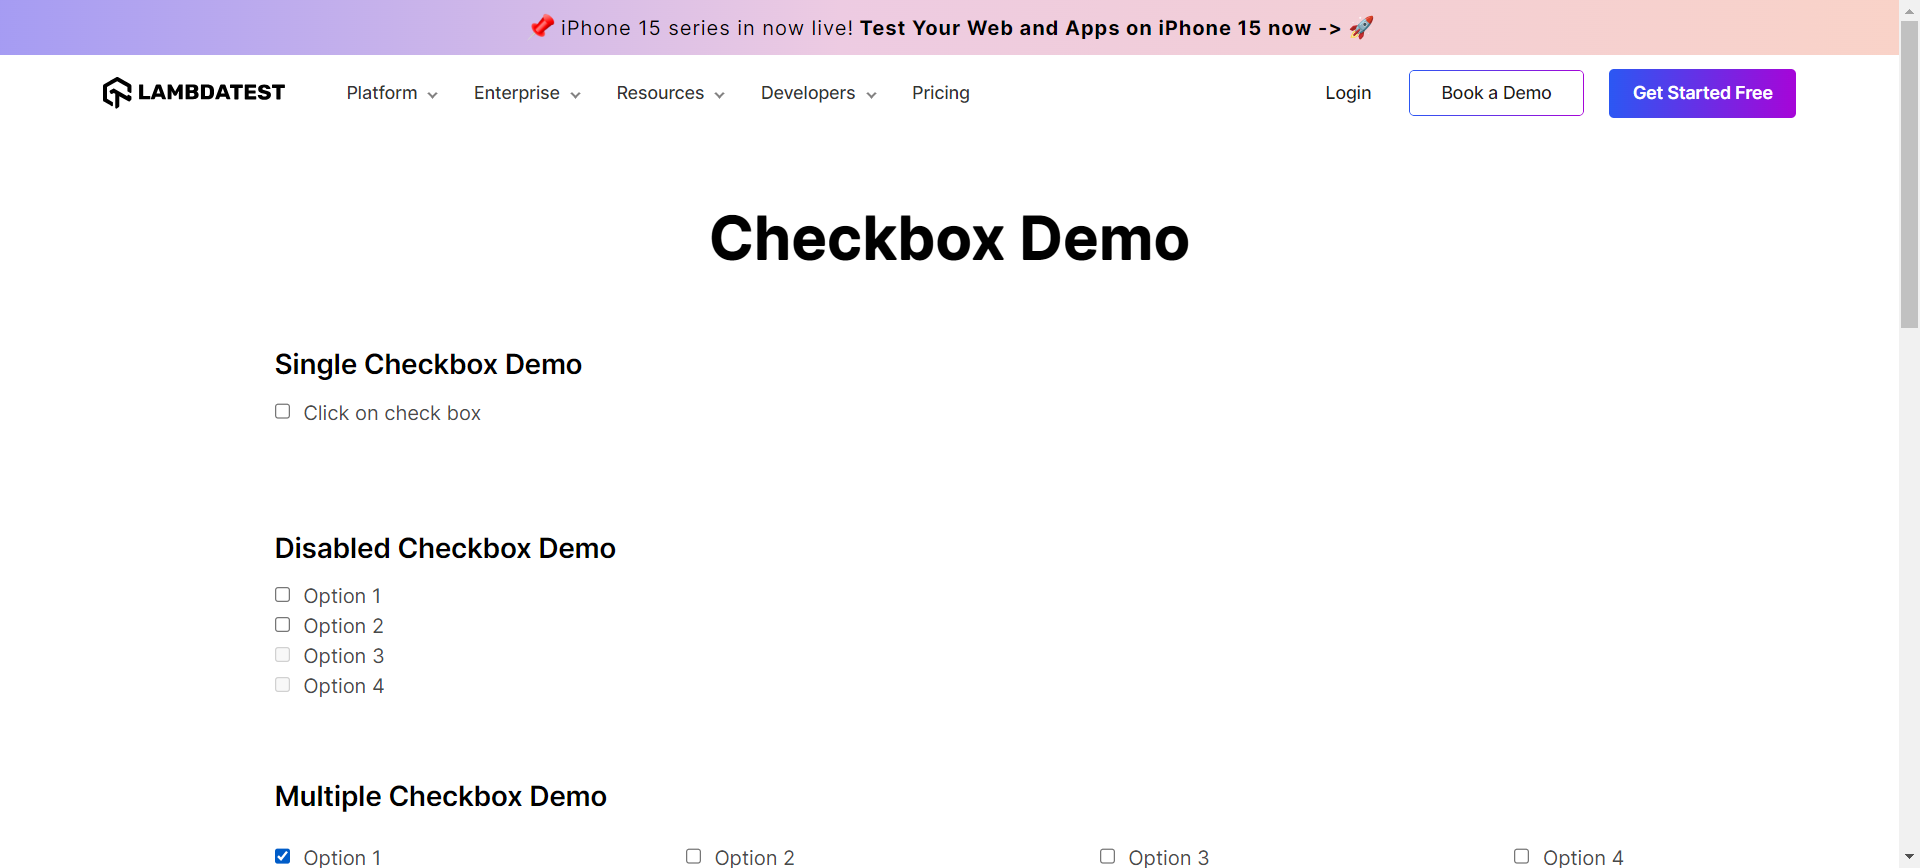 📌 iPhone 15 series in now live! Test Your Web and Apps on iPhone 15 now -> 🚀
LAMBDATEST Platform Enterprise Resources Developers Pricing Login Book a Demo Get Started Free
Checkbox Demo
Single Checkbox Demo
Click on check box
Disabled Checkbox Demo
Option 1
Option 2
Option 3
Option 4
Multiple Checkbox Demo
Option 1 Option 2 Option 3 Option 4